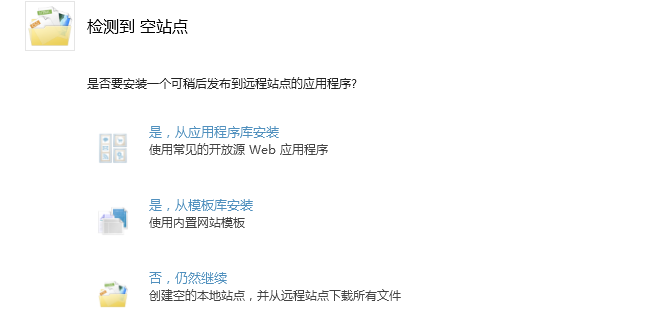 检测到 空站点
是否要安装一个可稍后发布到远程站点的应用程序?
是，从应用程序库安装
使用常见的开放源 Web 应用程序
是，从模板库安装
使用内置网站模板
否，仍然继续
创建空的本地站点，并从远程站点下载所有文件